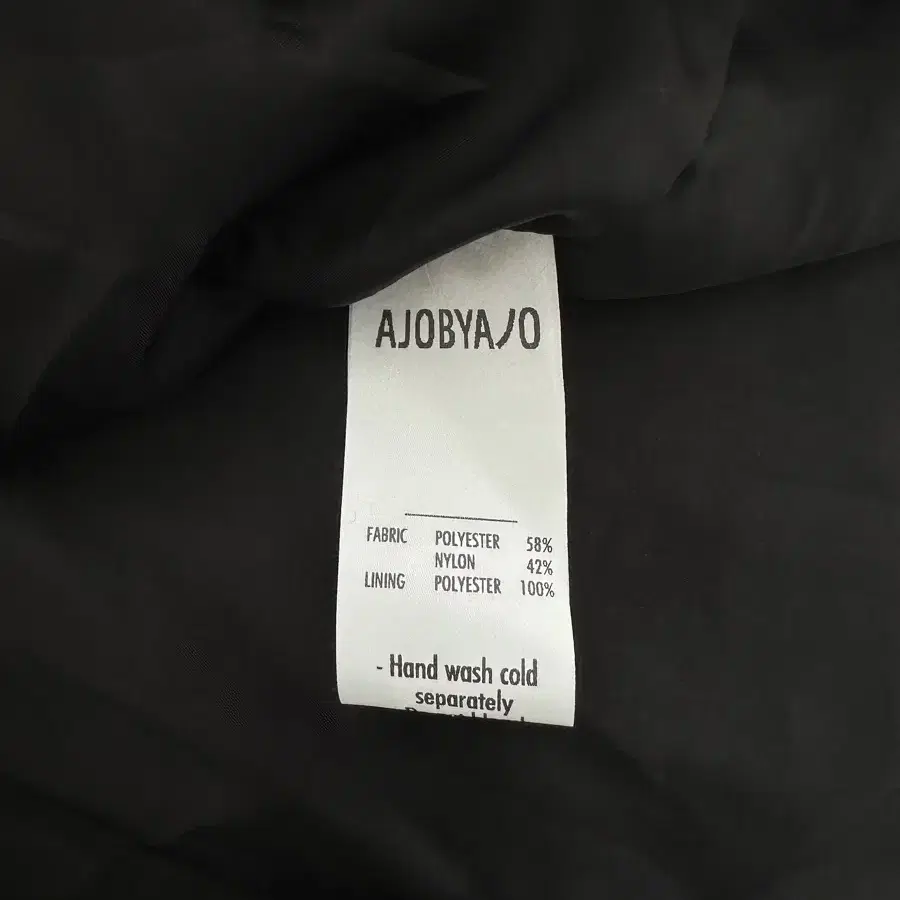 AJOBYAJO
FABRIC POLYESTER 58%
NYLON 42%
LINING POLYESTER 100%
- Hand wash cold
separately